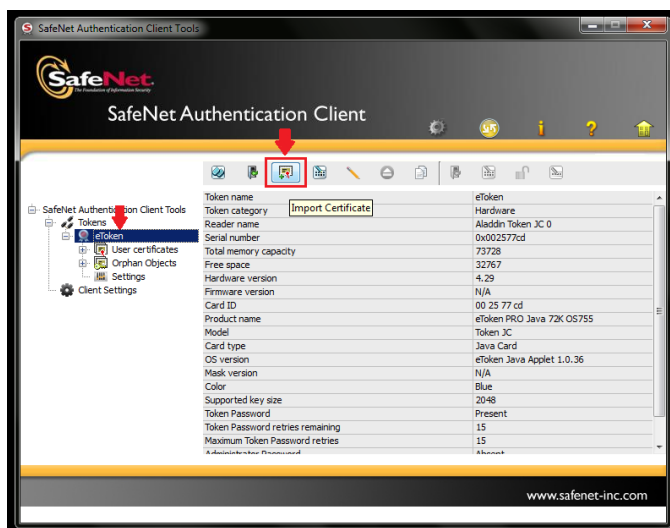 SafeNet Authentication Client Tools
SafeNet.
The Foundation of Information Security
SafeNet Authentication Client
SafeNet Authentication Client Tools
Tokens
eToken
User certificates
Orphan Objects
Settings
Client Settings
Import Certificate
Token name eToken
Token category Hardware
Reader name Aladdin Token JC 0
Serial number 0x002577cd
Total memory capacity 73728
Free space 32767
Hardware version 4.29
Firmware version N/A
Card ID 00 25 77 cd
Product name eToken PRO Java 72K OS755
Model Token JC
Card type Java Card
OS version eToken Java Applet 1.0.36
Mask version N/A
Color Blue
Supported key size 2048
Token Password Present
Token Password retries remaining 15
Maximum Token Password retries 15
Administrator Password Absent
www.safenet-inc.com